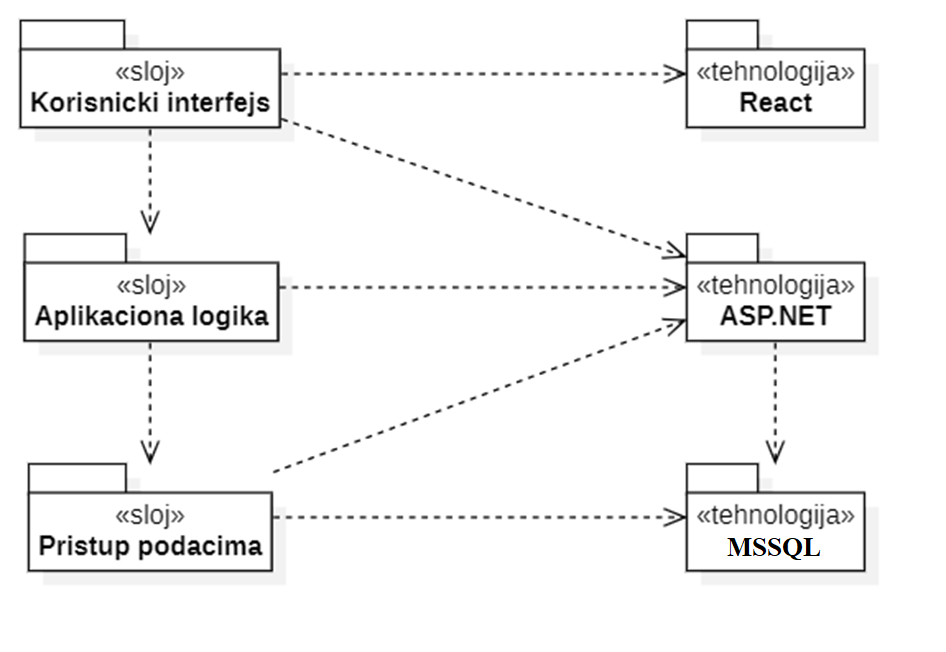 «sloj»
Korisnicki interfejs
«tehnologija»
React
«sloj»
Aplikaciona logika
«tehnologija»
ASP.NET
«sloj»
Pristup podacima
«tehnologija»
MSSQL